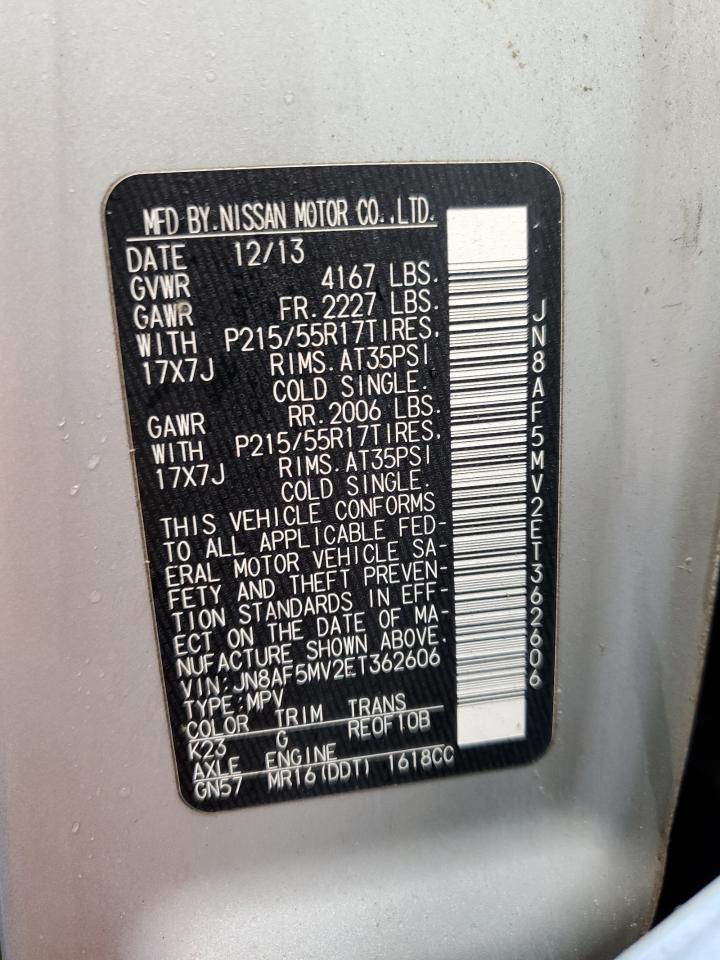 MFD BY.NISSAN MOTOR CO.,LTD.
DATE 12/13
GVWR 4167 LBS.
GAWR FR.2227 LBS.
WITH P215/55R17TIRES,
17X7J RIMS.AT35PSI
COLD SINGLE.
GAWR RR.2006 LBS.
WITH P215/55R17TIRES,
17X7J RIMS.AT35PSI
COLD SINGLE.
THIS VEHICLE CONFORMS
TO ALL APPLICABLE FED-
ERAL MOTOR VEHICLE SA-
FETY AND THEFT PREVEN-
TION STANDARDS IN EFF-
ECT ON THE DATE OF MA-
NUFACTURE SHOWN ABOVE.
VIN:JN8AF5MV2ET362606
TYPE:MPV
COLOR TRIM TRANS
K23 G RE0F10B
AXLE ENGINE
GN57 MR16(DDT) 1618CC
JN8AF5MV2ET362606